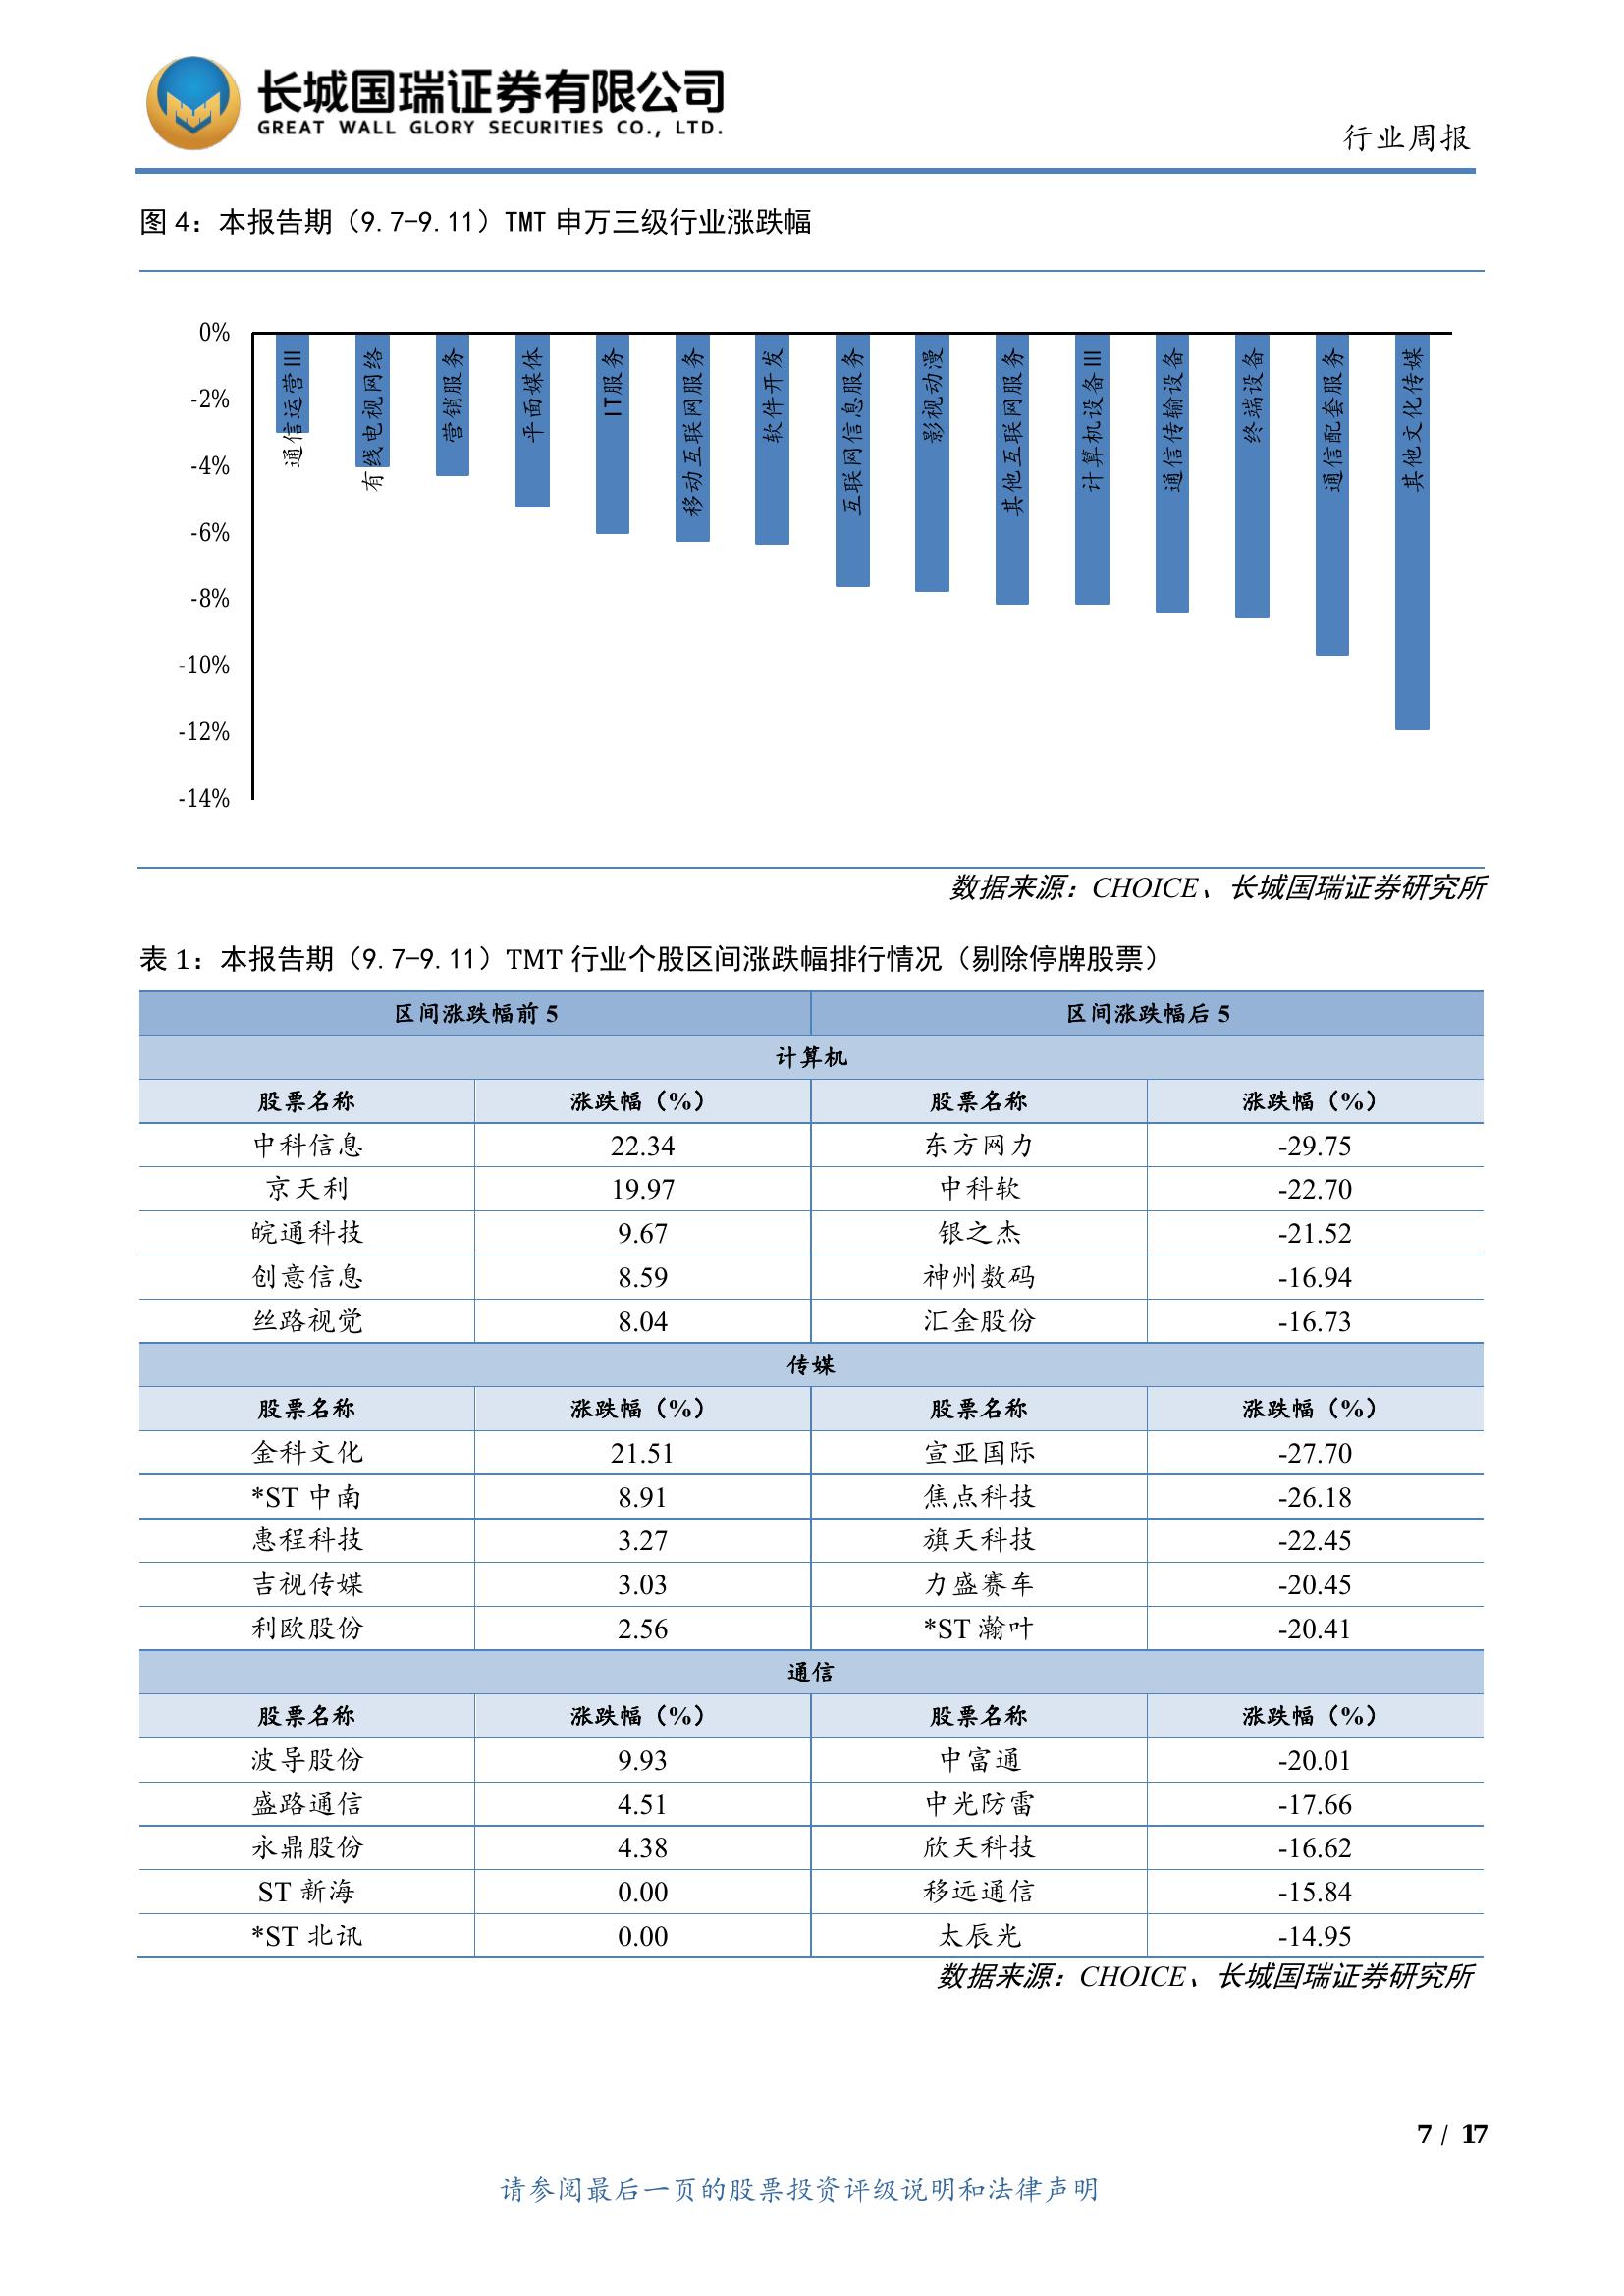 长城国瑞证券有限公司
GREAT WALL GLORY SECURITIES CO., LTD.
行业周报
图 4：本报告期（9.7-9.11）TMT 申万三级行业涨跌幅
0%
-2%
-4%
-6%
-8%
-10%
-12%
-14%
通信运营Ⅲ
有线电视网络
营销服务
平面媒体
IT服务
移动互联网服务
软件开发
互联网信息服务
影视动漫
其他互联网服务
计算机设备Ⅲ
通信传输设备
终端设备
通信配套服务
其他文化传媒
数据来源：CHOICE、长城国瑞证券研究所
表 1：本报告期（9.7-9.11）TMT 行业个股区间涨跌幅排行情况（剔除停牌股票）
区间涨跌幅前 5 区间涨跌幅后 5
计算机
股票名称 涨跌幅（%） 股票名称 涨跌幅（%）
中科信息 22.34 东方网力 -29.75
京天利 19.97 中科软 -22.70
皖通科技 9.67 银之杰 -21.52
创意信息 8.59 神州数码 -16.94
丝路视觉 8.04 汇金股份 -16.73
传媒
股票名称 涨跌幅（%） 股票名称 涨跌幅（%）
金科文化 21.51 宣亚国际 -27.70
*ST 中南 8.91 焦点科技 -26.18
惠程科技 3.27 旗天科技 -22.45
吉视传媒 3.03 力盛赛车 -20.45
利欧股份 2.56 *ST 瀚叶 -20.41
通信
股票名称 涨跌幅（%） 股票名称 涨跌幅（%）
波导股份 9.93 中富通 -20.01
盛路通信 4.51 中光防雷 -17.66
永鼎股份 4.38 欣天科技 -16.62
ST 新海 0.00 移远通信 -15.84
*ST 北讯 0.00 太辰光 -14.95
数据来源：CHOICE、长城国瑞证券研究所
7 / 17
请参阅最后一页的股票投资评级说明和法律声明